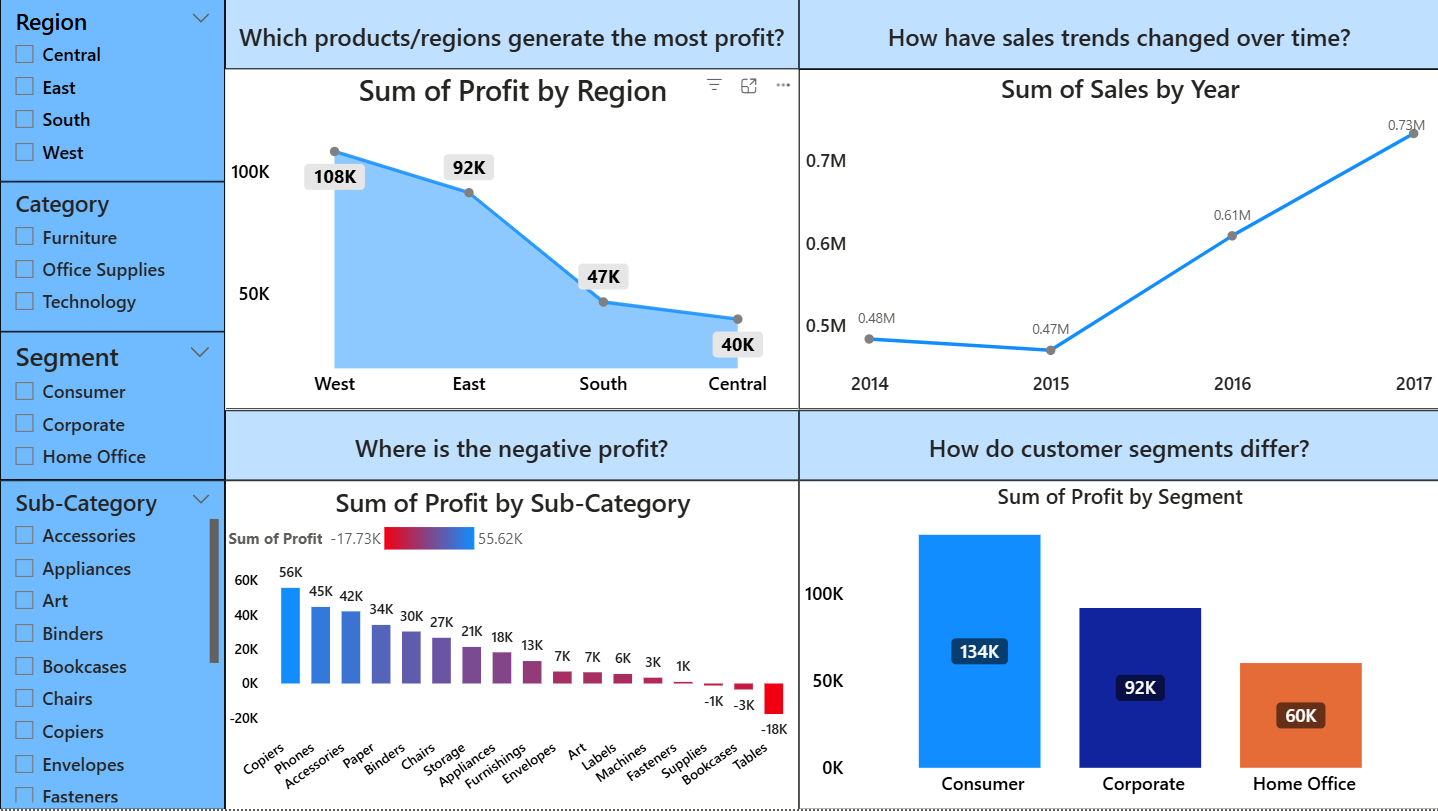 Region
Central
East
South
West
Category
Furniture
Office Supplies
Technology
Segment
Consumer
Corporate
Home Office
Sub-Category
Accessories
Appliances
Art
Binders
Bookcases
Chairs
Copiers
Envelopes
Fasteners
Which products/regions generate the most profit?
Sum of Profit by Region
100K
50K
108K
92K
47K
40K
West East South Central
How have sales trends changed over time?
Sum of Sales by Year
0.7M
0.6M
0.5M
0.48M
0.47M
0.61M
0.73M
2014 2015 2016 2017
Where is the negative profit?
Sum of Profit by Sub-Category
Sum of Profit -17.73K 55.62K
60K
40K
20K
0K
-20K
56K 45K 42K 34K 30K 27K 21K 18K 13K 7K 7K 6K 3K 1K -1K -3K -18K
Copiers Phones Accessories Paper Binders Chairs Storage Appliances Furnishings Envelopes Art Labels Machines Fasteners Supplies Bookcases Tables
How do customer segments differ?
Sum of Profit by Segment
100K
50K
0K
134K
92K
60K
Consumer Corporate Home Office